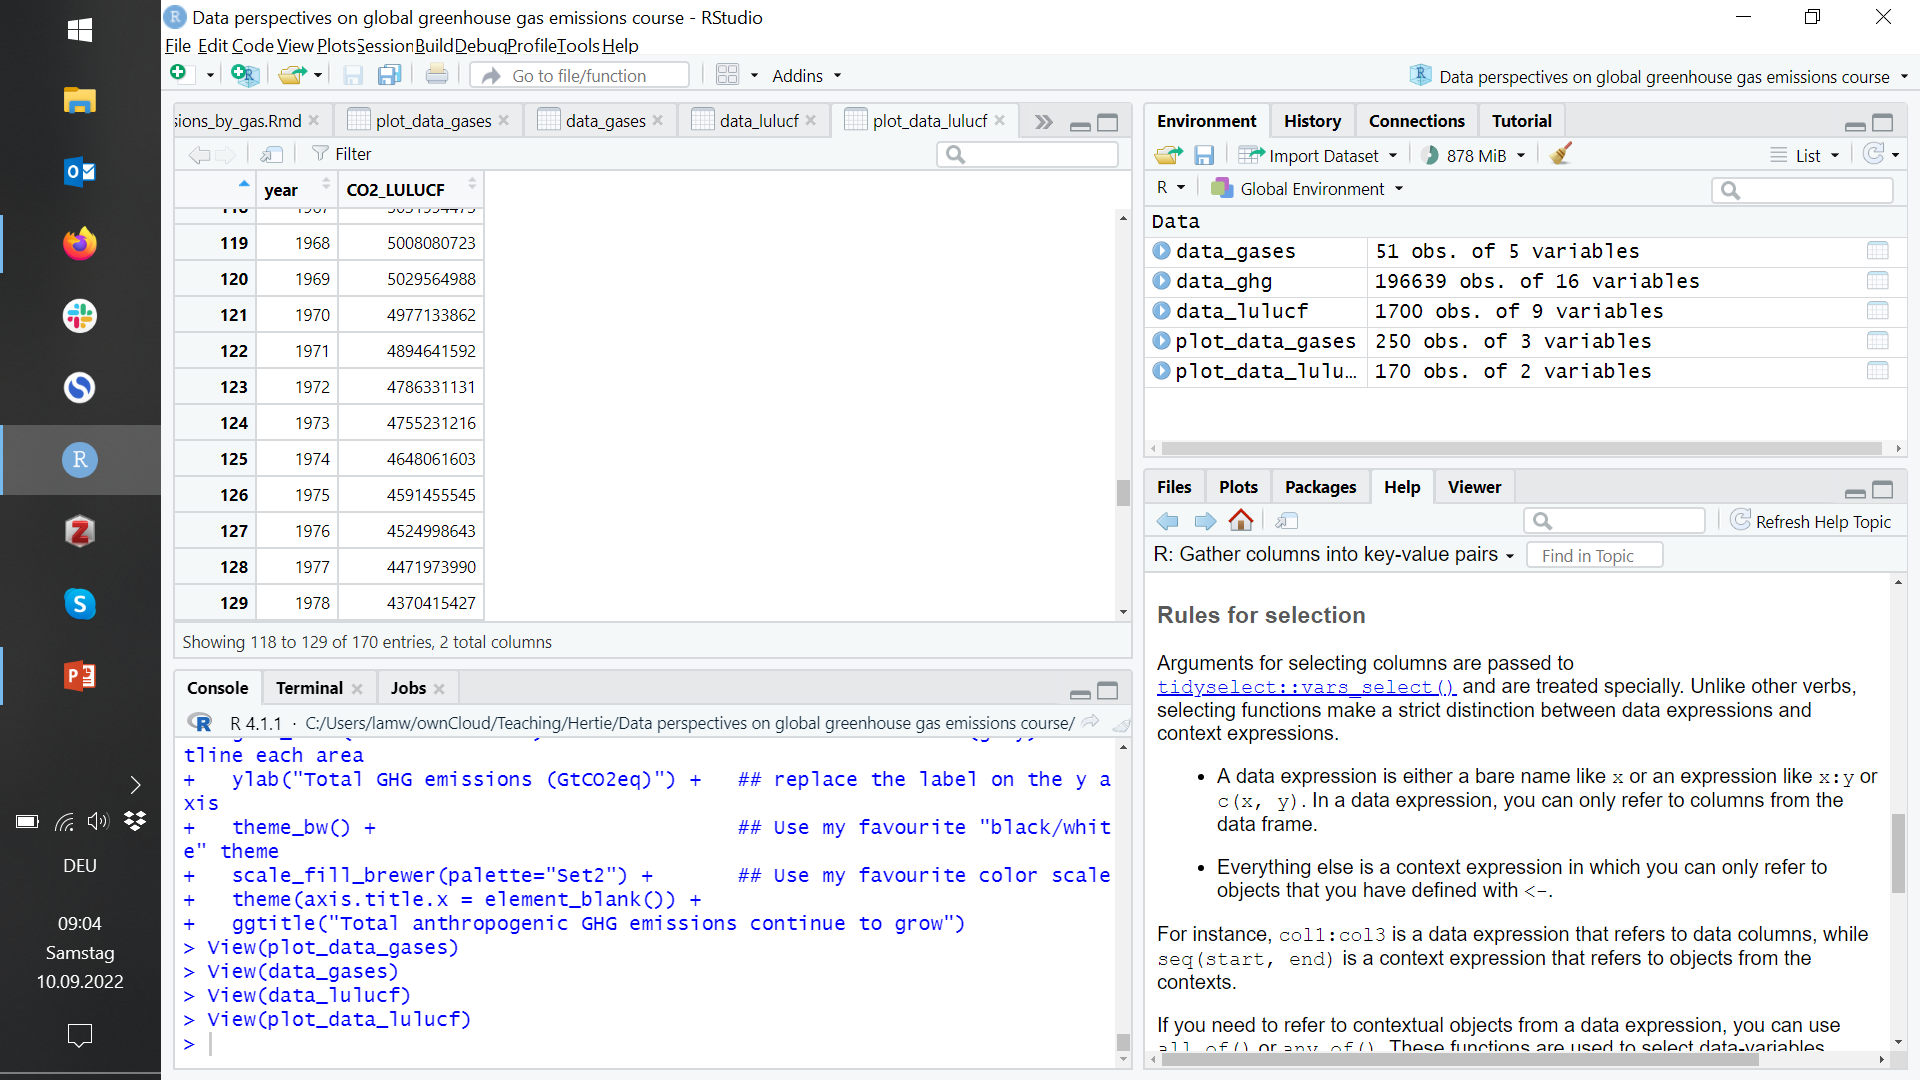 Data perspectives on global greenhouse gas emissions course - RStudio
File Edit Code View Plots Session Build Debug Profile Tools Help
Go to file/function
Addins
Data perspectives on global greenhouse gas emissions course
sions_by_gas.Rmd
plot_data_gases
data_gases
data_lulucf
plot_data_lulucf
Filter
year CO2_LULUCF
119 1968 5008080723
120 1969 5029564988
121 1970 4977133862
122 1971 4894641592
123 1972 4786331131
124 1973 4755231216
125 1974 4648061603
126 1975 4591455545
127 1976 4524998643
128 1977 4471973990
129 1978 4370415427
Showing 118 to 129 of 170 entries, 2 total columns
Console Terminal Jobs
R 4.1.1 · C:/Users/lamw/ownCloud/Teaching/Hertie/Data perspectives on global greenhouse gas emissions course/
tline each area
+ ylab("Total GHG emissions (GtCO2eq)") + ## replace the label on the y a
xis
+ theme_bw() + ## Use my favourite "black/whit
e" theme
+ scale_fill_brewer(palette="Set2") + ## Use my favourite color scale
+ theme(axis.title.x = element_blank()) +
+ ggtitle("Total anthropogenic GHG emissions continue to grow")
> View(plot_data_gases)
> View(data_gases)
> View(data_lulucf)
> View(plot_data_lulucf)
>
Environment History Connections Tutorial
Import Dataset 878 MiB List
R Global Environment
Data
data_gases 51 obs. of 5 variables
data_ghg 196639 obs. of 16 variables
data_lulucf 1700 obs. of 9 variables
plot_data_gases 250 obs. of 3 variables
plot_data_lulu… 170 obs. of 2 variables
Files Plots Packages Help Viewer
Refresh Help Topic
R: Gather columns into key-value pairs Find in Topic
Rules for selection
Arguments for selecting columns are passed to
tidyselect::vars_select() and are treated specially. Unlike other verbs,
selecting functions make a strict distinction between data expressions and
context expressions.
• A data expression is either a bare name like x or an expression like x:y or
c(x, y). In a data expression, you can only refer to columns from the
data frame.
• Everything else is a context expression in which you can only refer to
objects that you have defined with <-.
For instance, col1:col3 is a data expression that refers to data columns, while
seq(start, end) is a context expression that refers to objects from the
contexts.
If you need to refer to contextual objects from a data expression, you can use
all_of() or any_of(). These functions are used to select data-variables
DEU
09:04
Samstag
10.09.2022